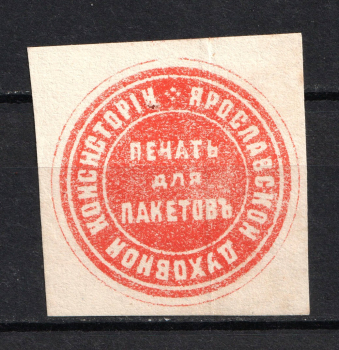 ЯРОСЛАВСКОЙ ДУХОВНОЙ КОНСИСТОРІИ
ПЕЧАТЬ
ДЛЯ
ПАКЕТОВЪ